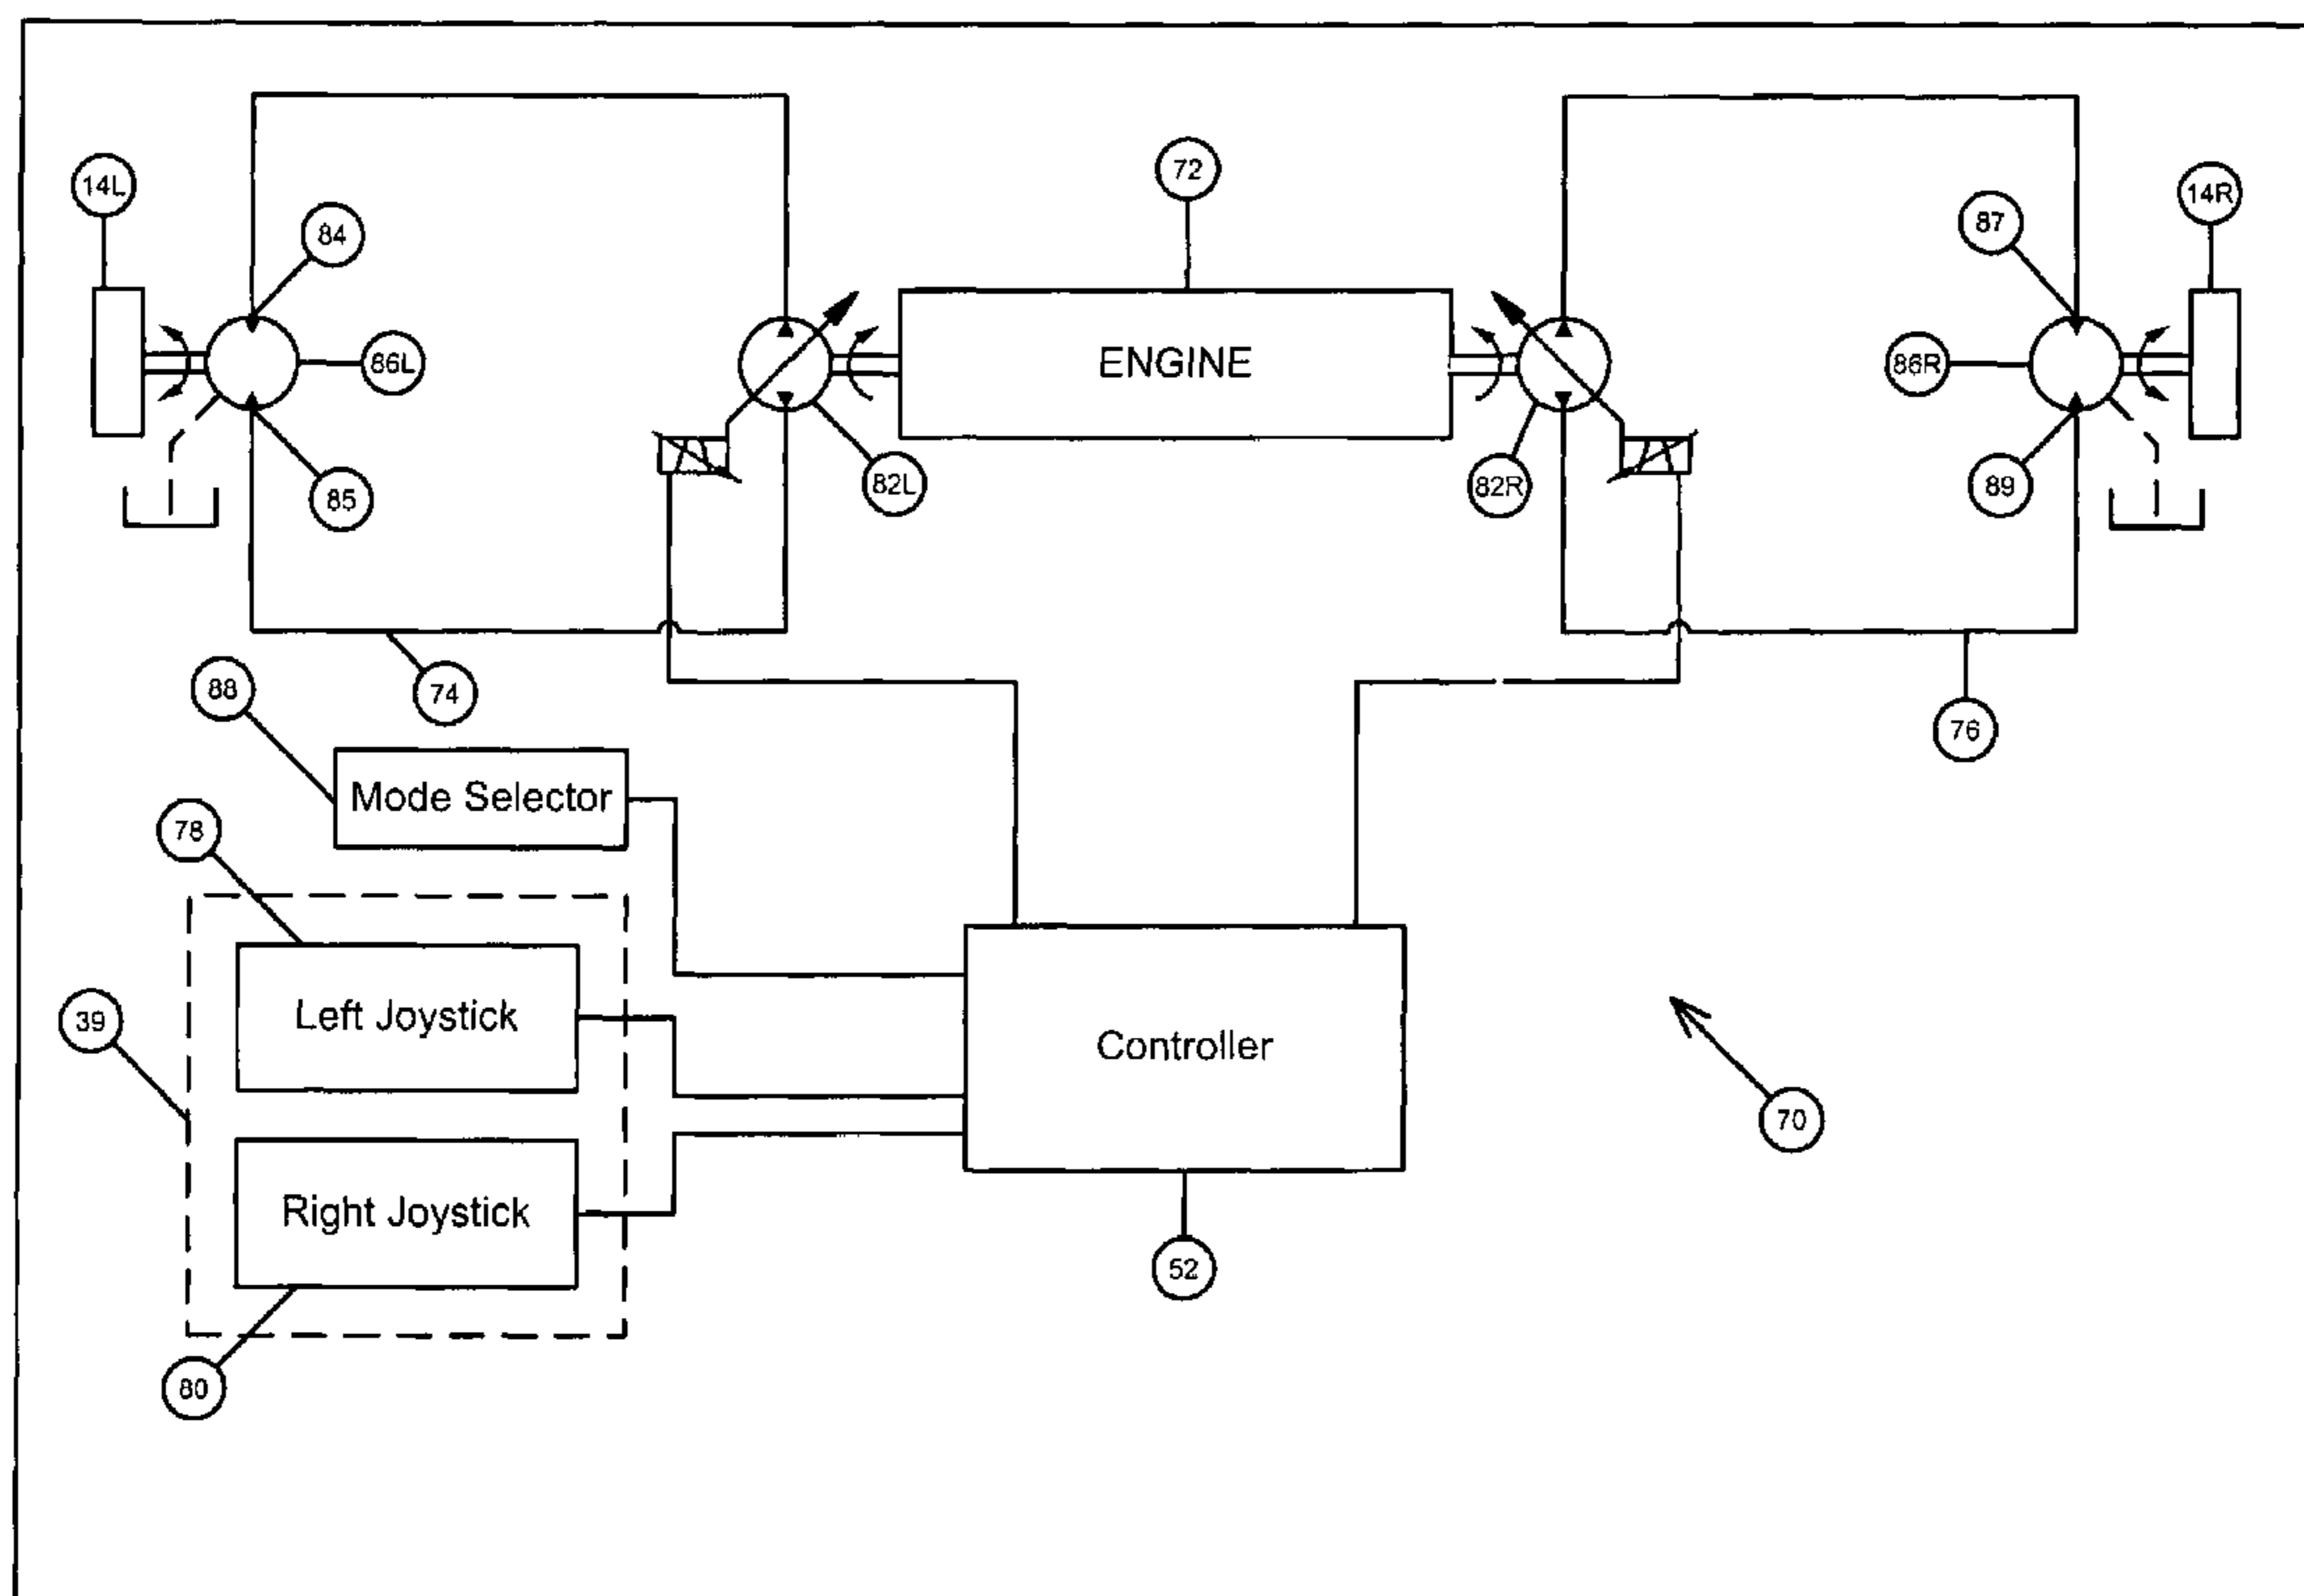 72
14L
14R
84
87
86L
ENGINE
86R
82L
82R
85
89
88
74
76
Mode Selector
78
Left Joystick
39
Controller
70
Right Joystick
52
80